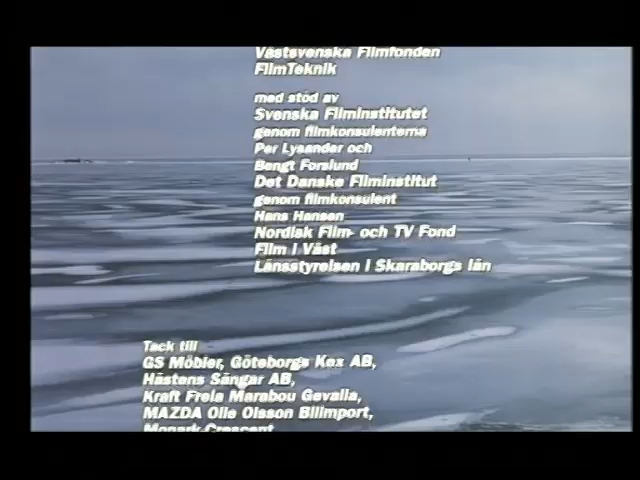 Västsvenska Filmfonden
FilmTeknik
med stöd av
Svenska Filminstitutet
genom filmkonsulenterna
Per Lysander och
Bengt Forslund
Det Danske Filminstitut
genom filmkonsulent
Hans Hansen
Nordisk Film- och TV Fond
Film i Väst
Länsstyrelsen i Skaraborgs län
Tack till
GS Möbler, Göteborgs Kex AB,
Hästens Sängar AB,
Kraft Freia Marabou Gevalia,
MAZDA Olle Olsson Bilimport,
Monark-Crescent